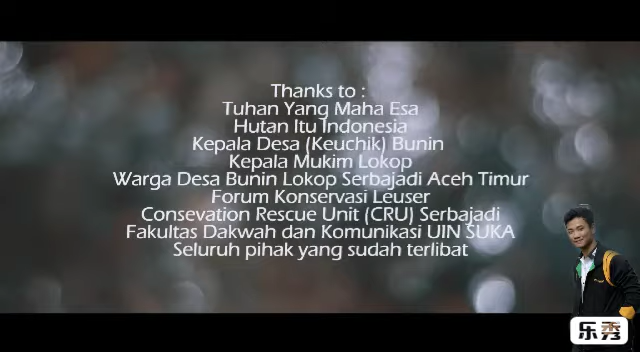 Thanks to :
Tuhan Yang Maha Esa
Hutan Itu Indonesia
Kepala Desa (Keuchik) Bunin
Kepala Mukim Lokop
Warga Desa Bunin Lokop Serbajadi Aceh Timur
Forum Konservasi Leuser
Consevation Rescue Unit (CRU) Serbajadi
Fakultas Dakwah dan Komunikasi UIN SUKA
Seluruh pihak yang sudah terlibat
乐秀